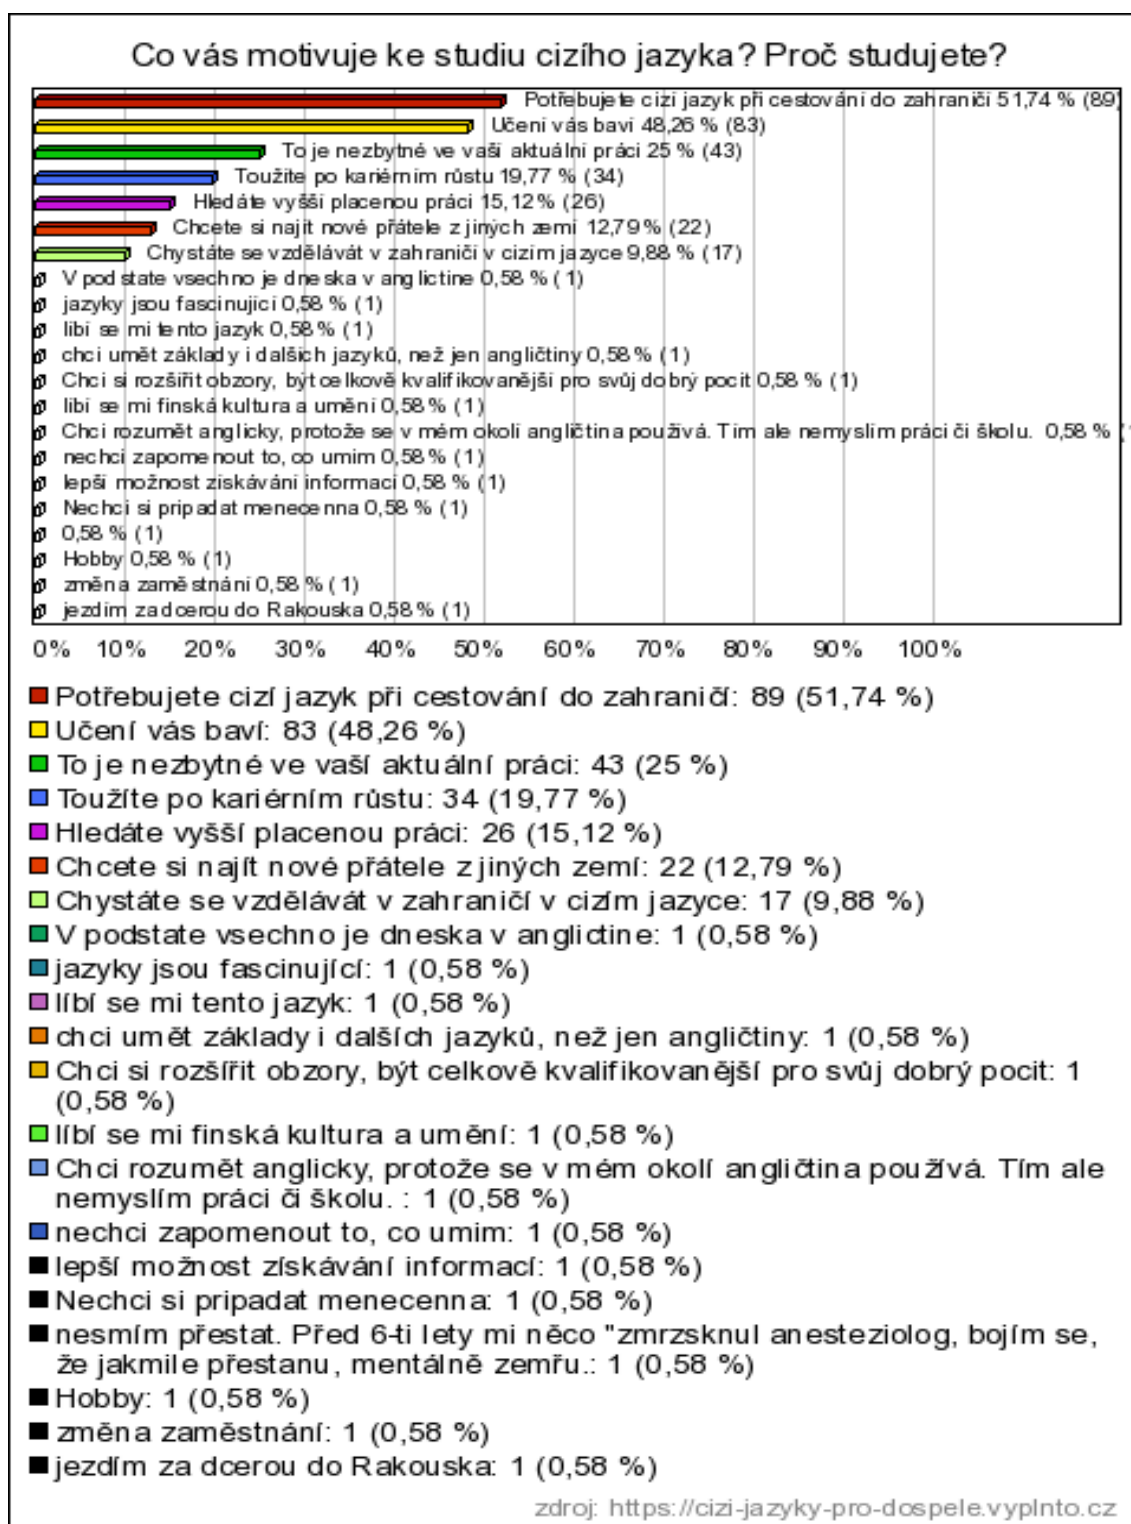 Co vás motivuje ke studiu cizího jazyka? Proč studujete?
Potřebujete cizí jazyk při cestování do zahraničí 51,74 % (89)
Učení vás baví 48,26 % (83)
To je nezbytné ve vaší aktuální práci 25 % (43)
Toužíte po kariérním růstu 19,77 % (34)
Hledáte vyšší placenou práci 15,12 % (26)
Chcete si najít nové přátele z jiných zemí 12,79 % (22)
Chystáte se vzdělávát v zahraničí v cizím jazyce 9,88 % (17)
V podstate vsechno je dneska v anglictine 0,58 % (1)
jazyky jsou fascinující 0,58 % (1)
líbí se mi tento jazyk 0,58 % (1)
chci umět základy i dalších jazyků, než jen angličtiny 0,58 % (1)
Chci si rozšířit obzory, být celkově kvalifikovanější pro svůj dobrý pocit 0,58 % (1)
líbí se mi finská kultura a umění 0,58 % (1)
Chci rozumět anglicky, protože se v mém okolí angličtina používá. Tím ale nemyslím práci či školu. 0,58 % (
nechci zapomenout to, co umim 0,58 % (1)
lepší možnost získávání informací 0,58 % (1)
Nechci si pripadat menecenna 0,58 % (1)
0,58 % (1)
Hobby 0,58 % (1)
změna zaměstnání 0,58 % (1)
jezdím za dcerou do Rakouska 0,58 % (1)
0% 10% 20% 30% 40% 50% 60% 70% 80% 90% 100%
Potřebujete cizí jazyk při cestování do zahraničí: 89 (51,74 %)
Učení vás baví: 83 (48,26 %)
To je nezbytné ve vaší aktuální práci: 43 (25 %)
Toužíte po kariérním růstu: 34 (19,77 %)
Hledáte vyšší placenou práci: 26 (15,12 %)
Chcete si najít nové přátele z jiných zemí: 22 (12,79 %)
Chystáte se vzdělávát v zahraničí v cizím jazyce: 17 (9,88 %)
V podstate vsechno je dneska v anglictine: 1 (0,58 %)
jazyky jsou fascinující: 1 (0,58 %)
líbí se mi tento jazyk: 1 (0,58 %)
chci umět základy i dalších jazyků, než jen angličtiny: 1 (0,58 %)
Chci si rozšířit obzory, být celkově kvalifikovanější pro svůj dobrý pocit: 1
(0,58 %)
líbí se mi finská kultura a umění: 1 (0,58 %)
Chci rozumět anglicky, protože se v mém okolí angličtina používá. Tím ale
nemyslím práci či školu. : 1 (0,58 %)
nechci zapomenout to, co umim: 1 (0,58 %)
lepší možnost získávání informací: 1 (0,58 %)
Nechci si pripadat menecenna: 1 (0,58 %)
nesmím přestat. Před 6-ti lety mi něco "zmrzsknul anesteziolog, bojím se,
že jakmile přestanu, mentálně zemřu.: 1 (0,58 %)
Hobby: 1 (0,58 %)
změna zaměstnání: 1 (0,58 %)
jezdím za dcerou do Rakouska: 1 (0,58 %)
zdroj: https://cizi-jazyky-pro-dospele.vyplnto.cz